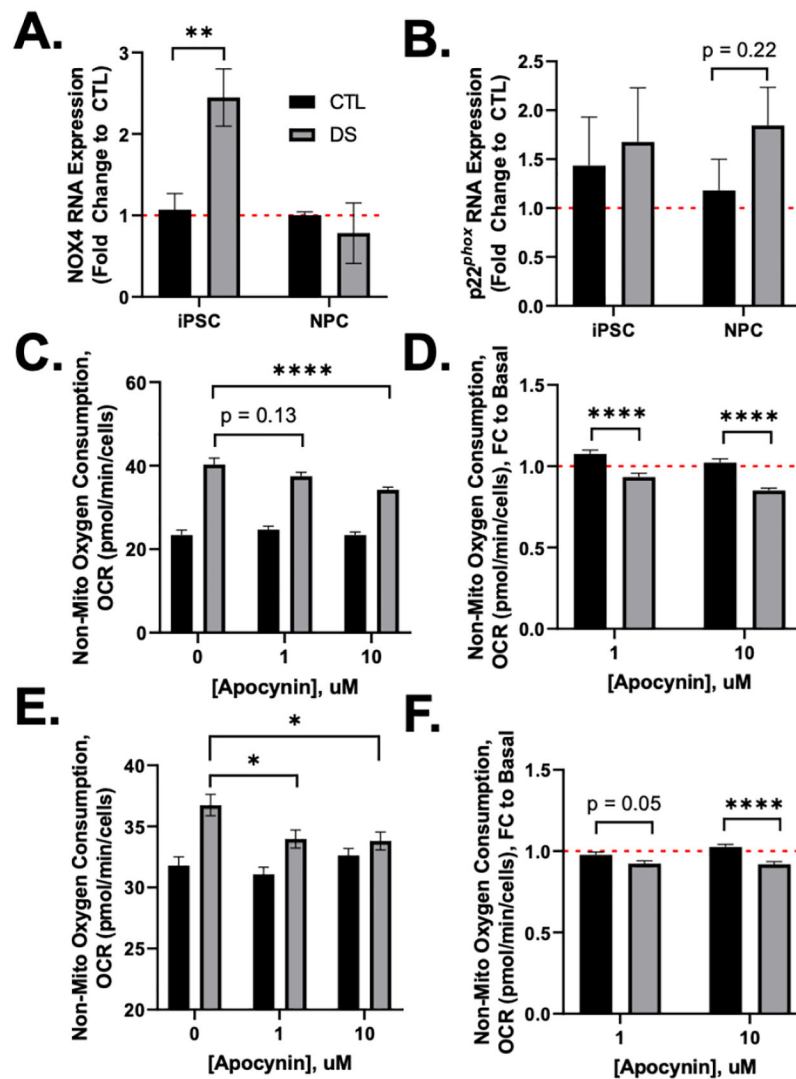 A.
**
NOX4 RNA Expression
(Fold Change to CTL)
3
2
1
0
CTL
DS
iPSC
NPC
B.
p = 0.22
p22phox RNA Expression
(Fold Change to CTL)
2.5
2.0
1.5
1.0
0.5
0.0
iPSC
NPC
C.
****
p = 0.13
Non-Mito Oxygen Consumption,
OCR (pmol/min/cells)
60
40
20
0
0
1
10
[Apocynin], uM
D.
****
****
Non-Mito Oxygen Consumption,
OCR (pmol/min/cells), FC to Basal
1.5
1.0
0.5
0.0
1
10
[Apocynin], uM
E.
*
*
Non-Mito Oxygen Consumption,
OCR (pmol/min/cells)
40
35
30
25
20
0
1
10
[Apocynin], uM
F.
p = 0.05
****
Non-Mito Oxygen Consumption,
OCR (pmol/min/cells), FC to Basal
1.5
1.0
0.5
0.0
1
10
[Apocynin], uM